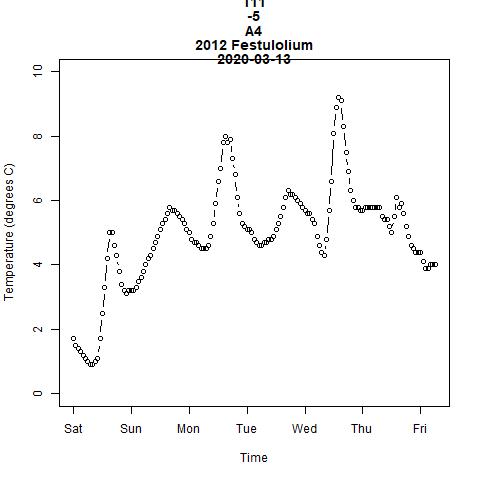 T11
-5
A4
2012 Festulolium
2020-03-13
Temperature (degrees C)
10
8
6
4
2
0
Sat Sun Mon Tue Wed Thu Fri
Time